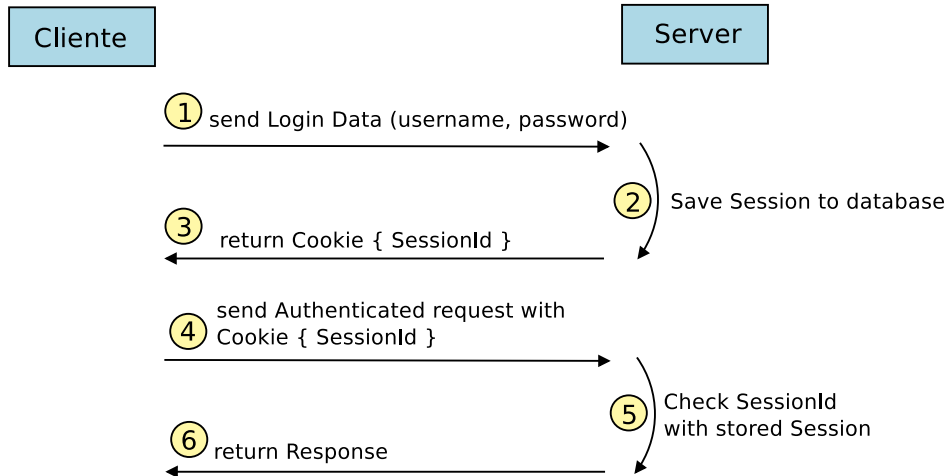 Cliente
Server
1
send Login Data (username, password)
2
Save Session to database
3
return Cookie { SessionId }
4
send Authenticated request with
Cookie { SessionId }
5
Check SessionId
with stored Session
6
return Response